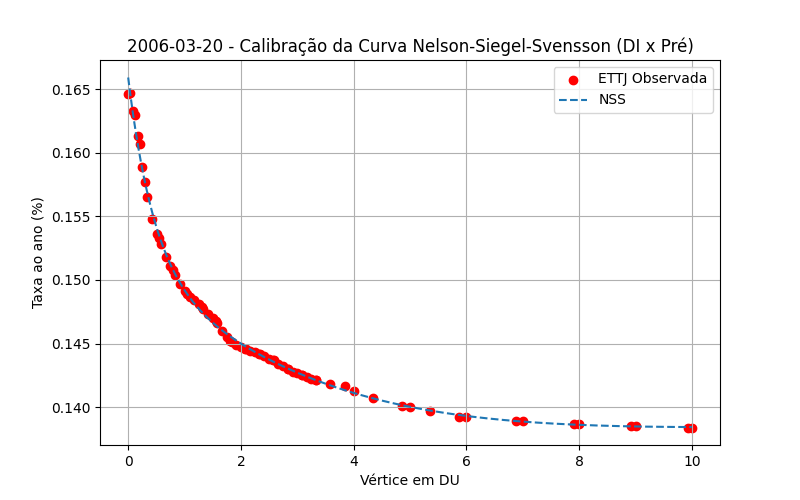 2006-03-20 - Calibração da Curva Nelson-Siegel-Svensson (DI x Pré)
ETTJ Observada
NSS
Taxa ao ano (%)
0.165
0.160
0.155
0.150
0.145
0.140
0 2 4 6 8 10
Vértice em DU